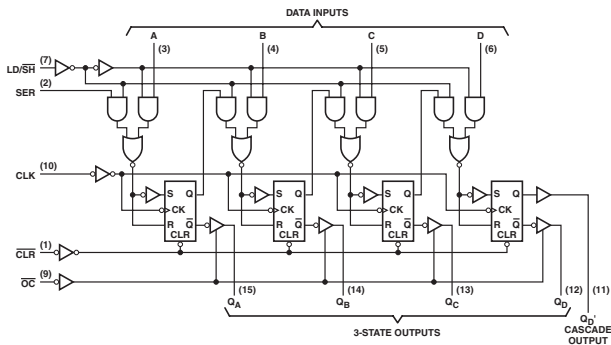 DATA INPUTS
A B C D
(3) (4) (5) (6)
(7)
LD/SH
(2)
SER
(10)
CLK
S Q S Q S Q S Q
CK CK CK CK
R Q R Q R Q R Q
CLR CLR CLR CLR
(1)
CLR
(9)
OC
(15) (14) (13) (12) (11)
QA QB QC QD QD'
3-STATE OUTPUTS
CASCADE
OUTPUT